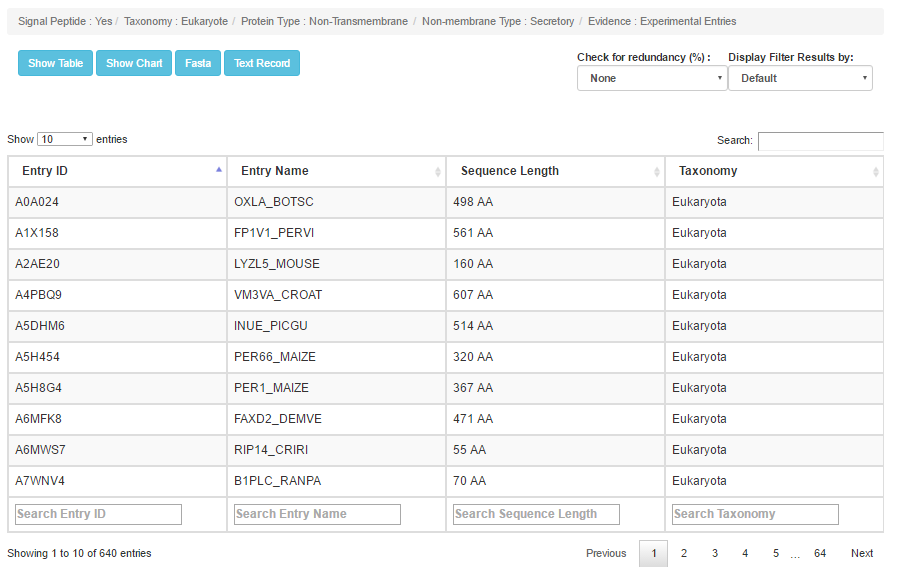 Signal Peptide : Yes / Taxonomy : Eukaryote / Protein Type : Non-Transmembrane / Non-membrane Type : Secretory / Evidence : Experimental Entries
Show Table Show Chart Fasta Text Record
Check for redundancy (%) : Display Filter Results by:
None Default
Show 10 entries Search:
Entry ID Entry Name Sequence Length Taxonomy
A0A024 OXLA_BOTSC 498 AA Eukaryota
A1X158 FP1V1_PERVI 561 AA Eukaryota
A2AE20 LYZL5_MOUSE 160 AA Eukaryota
A4PBQ9 VM3VA_CROAT 607 AA Eukaryota
A5DHM6 INUE_PICGU 514 AA Eukaryota
A5H454 PER66_MAIZE 320 AA Eukaryota
A5H8G4 PER1_MAIZE 367 AA Eukaryota
A6MFK8 FAXD2_DEMVE 471 AA Eukaryota
A6MWS7 RIP14_CRIRI 55 AA Eukaryota
A7WNV4 B1PLC_RANPA 70 AA Eukaryota
Search Entry ID Search Entry Name Search Sequence Length Search Taxonomy
Showing 1 to 10 of 640 entries Previous 1 2 3 4 5 ... 64 Next